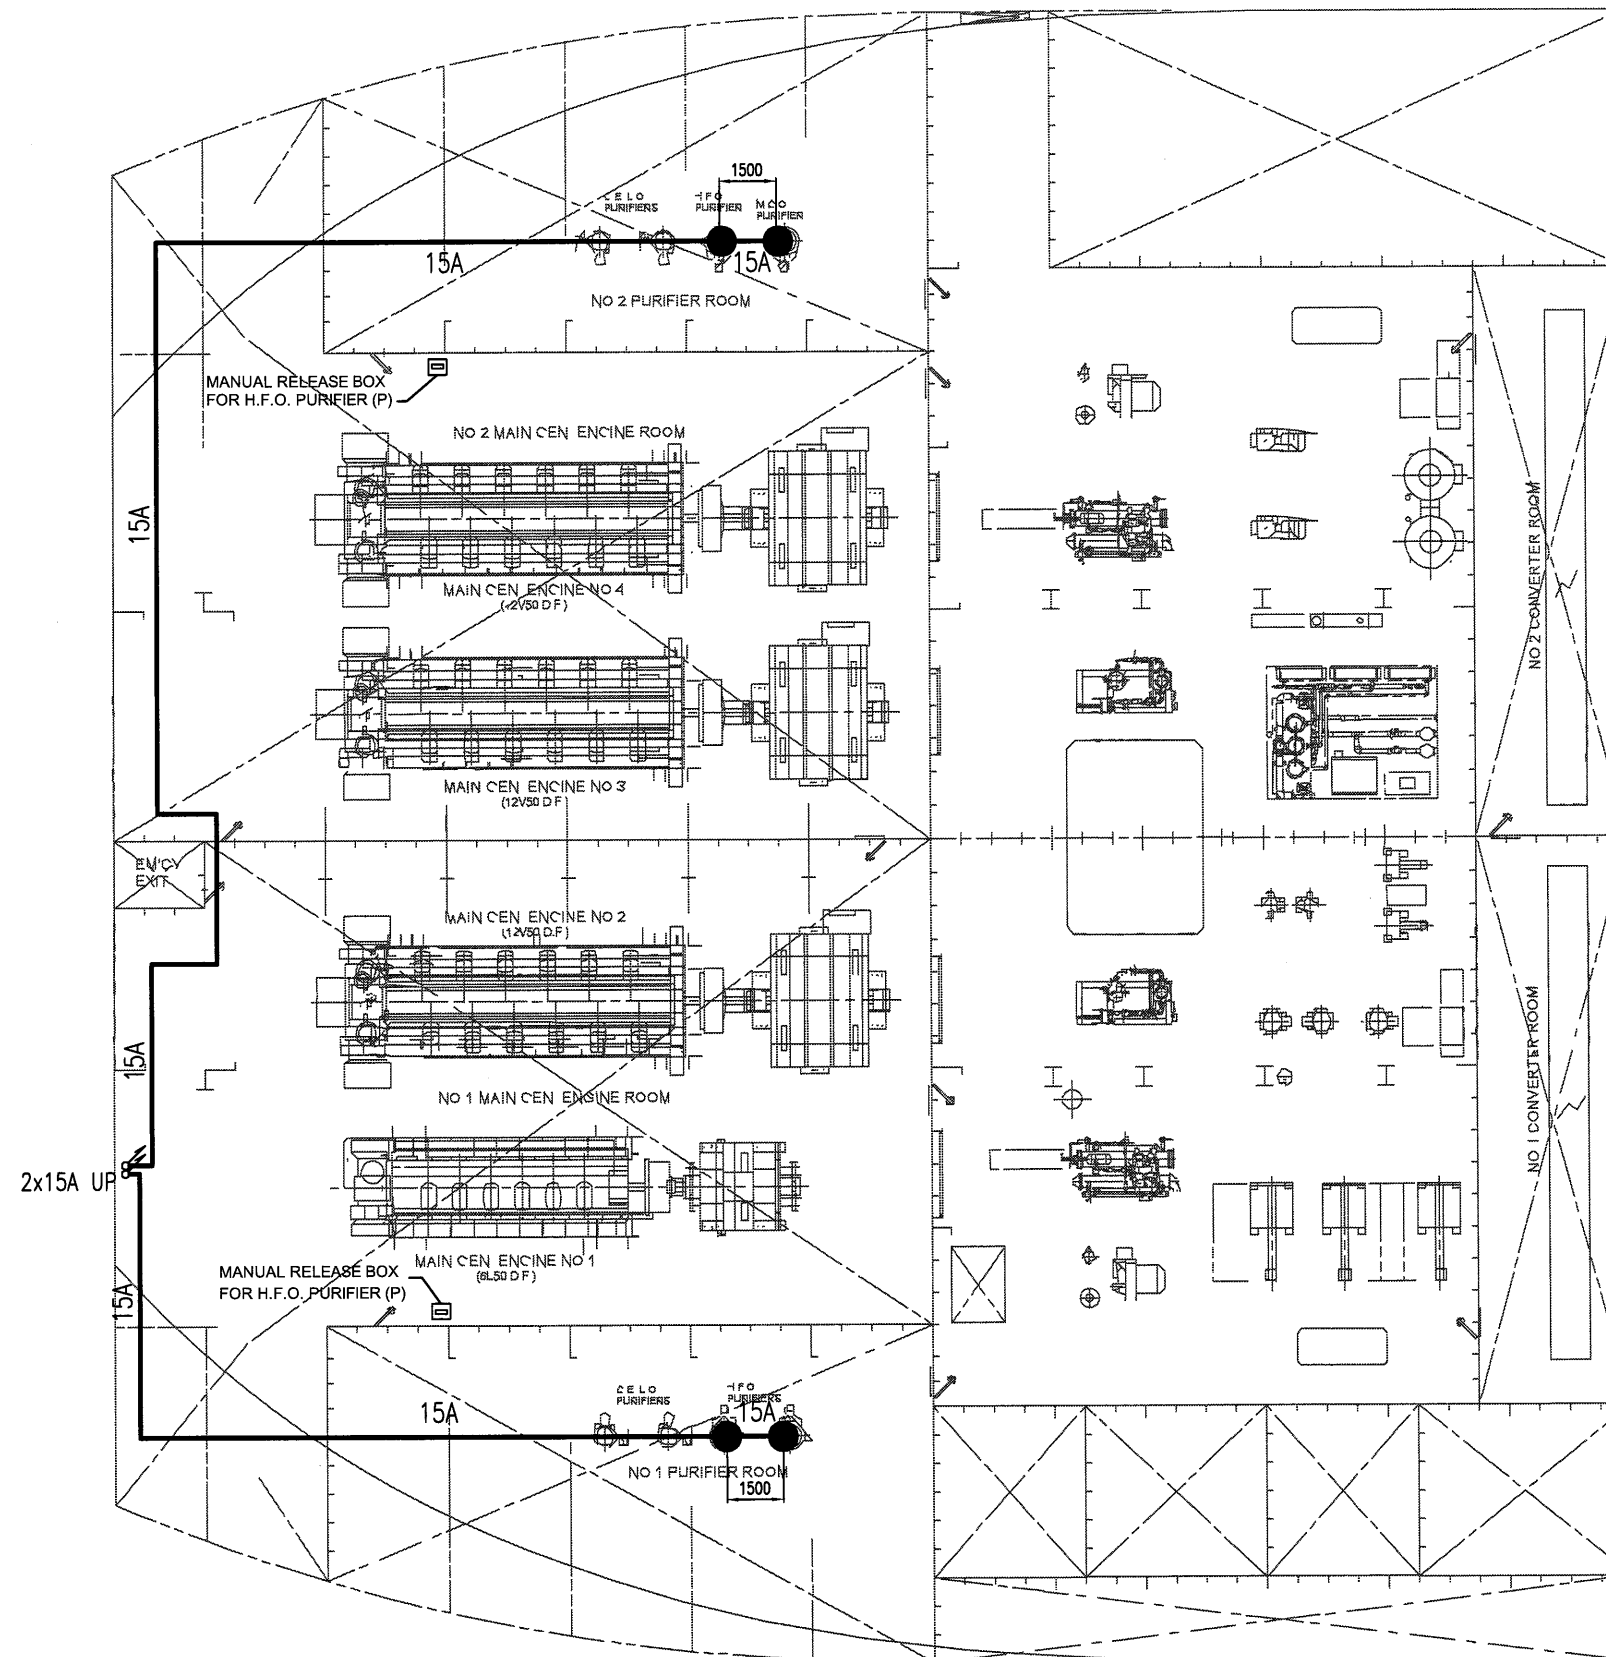 1500
PURIFIERS
PURIFIER
PURIFIER
15A
15A
NO 2 PURIFIER ROOM
MANUAL RELEASE BOX
FOR H.F.O. PURIFIER (P)
NO 2 MAIN GEN ENGINE ROOM
15A
MAIN GEN ENGINE NO 4
NO 2 CONVERTER ROOM
MAIN GEN ENGINE NO 3
(12V50 DF)
EM'CY
EXIT
MAIN GEN ENGINE NO 2
(12V50 DF)
15A
NO 1 MAIN GEN ENGINE ROOM
NO 1 CONVERTER ROOM
2x15A UP
MAIN GEN ENGINE NO 1
(6L50 DF)
MANUAL RELEASE BOX
FOR H.F.O. PURIFIER (P)
15A
PURIFIERS
PURIFIERS
15A
15A
NO 1 PURIFIER ROOM
1500